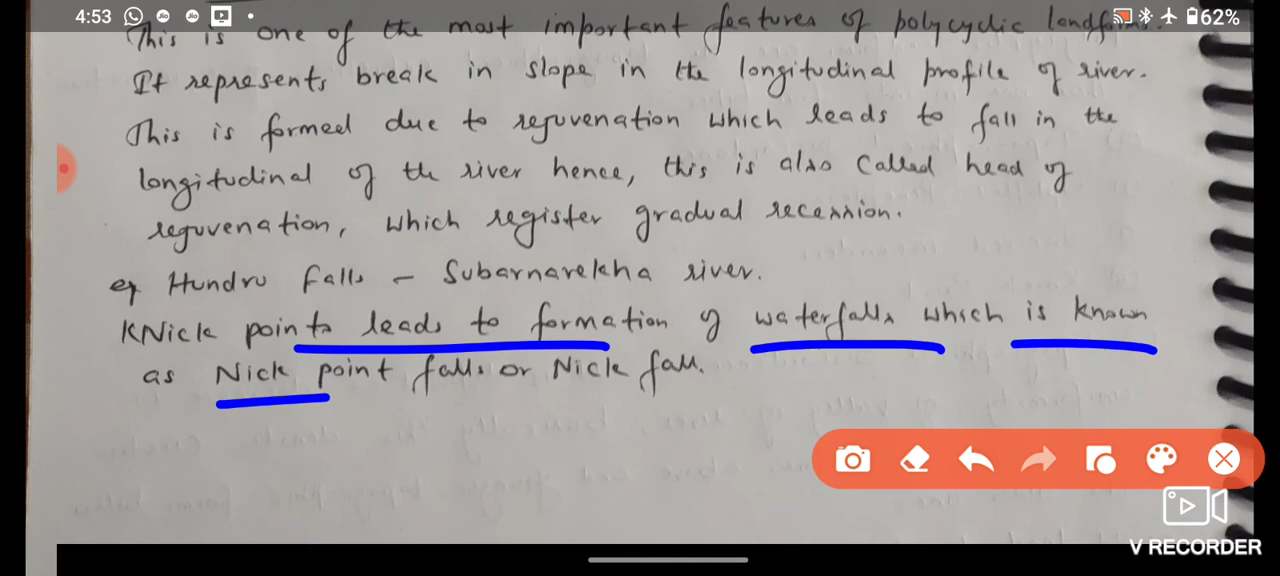 4:53 Jio Jio 62%
This is one of the most important features of polycyclic landforms.
It represents break in slope in the longitudinal profile of river.
This is formed due to rejuvenation which leads to fall in the
longitudinal of the river hence, this is also called head of
rejuvenation, which register gradual recession.
eg Hundru falls – Subarnarekha river.
KNick points leads to formation of waterfalls which is known
as Nick point falls or Nick fall.
V RECORDER